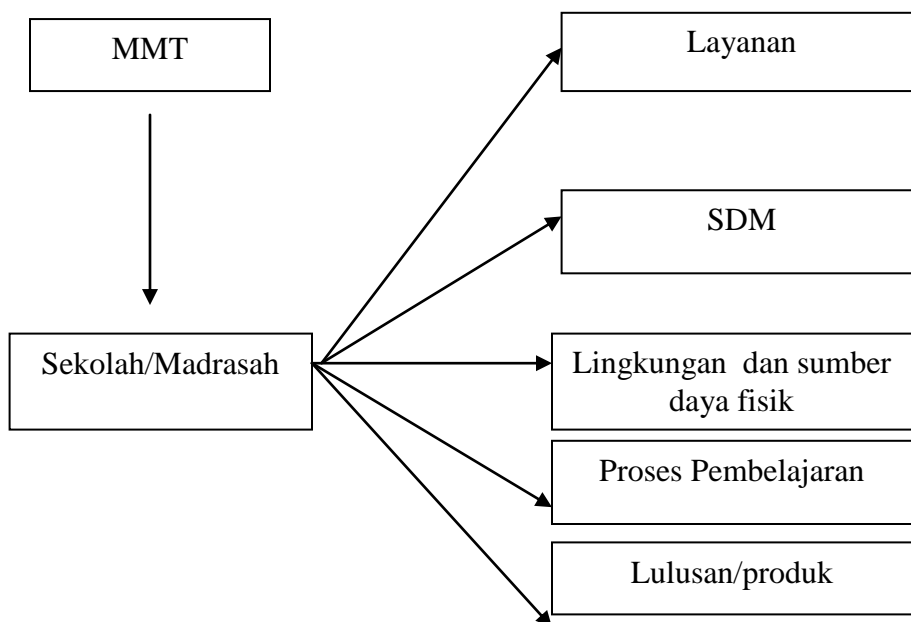 MMT
Layanan
SDM
Sekolah/Madrasah
Lingkungan dan sumber
daya fisik
Proses Pembelajaran
Lulusan/produk